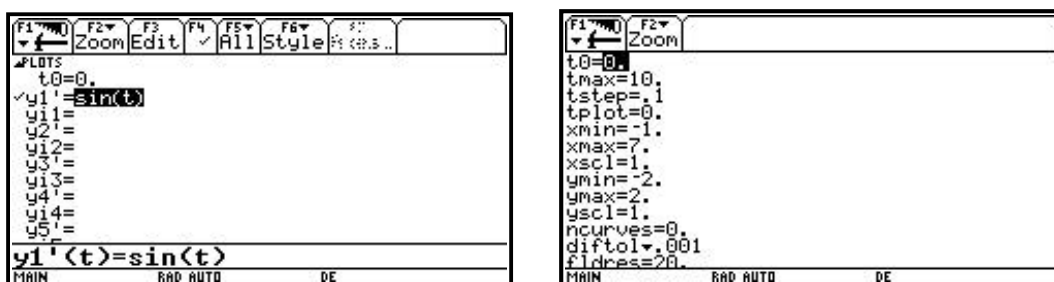 F1 F2 F3 F4 F5 F6
Zoom Edit ✓ All Style
PLOTS
t0=0.
✓y1'=sin(t)
yi1=
y2'=
yi2=
y3'=
yi3=
y4'=
yi4=
y5'=
y1'(t)=sin(t)
MAIN RAD AUTO DE
F1 F2
Zoom
t0=0.
tmax=10.
tstep=.1
tplot=0.
xmin=-1.
xmax=7.
xscl=1.
ymin=-2.
ymax=2.
yscl=1.
ncurves=0.
diftol=.001
fldres=20.
MAIN RAD AUTO DE